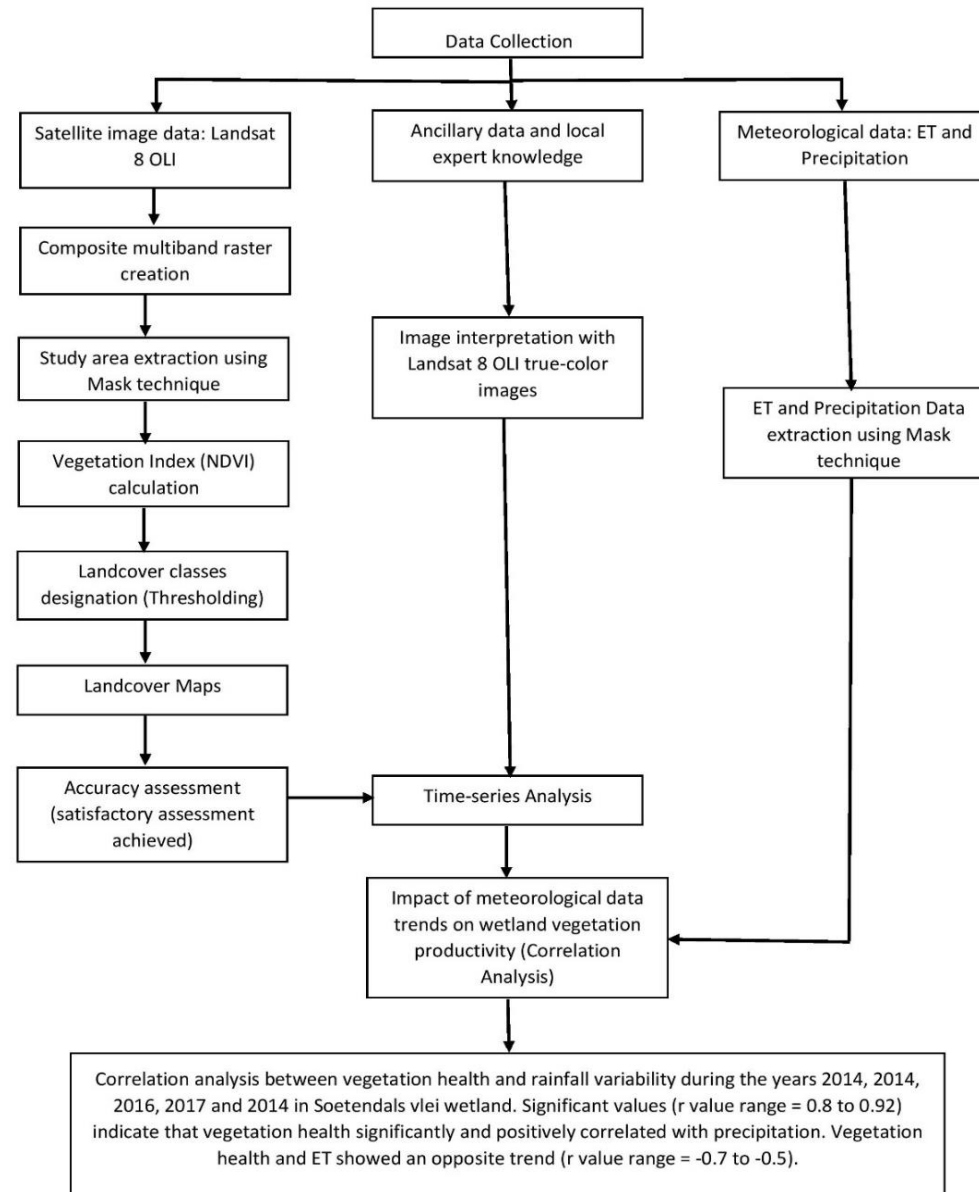 Data Collection
Satellite image data: Landsat
8 OLI
Ancillary data and local
expert knowledge
Meteorological data: ET and
Precipitation
Composite multiband raster
creation
Study area extraction using
Mask technique
Image interpretation with
Landsat 8 OLI true-color
images
ET and Precipitation Data
extraction using Mask
technique
Vegetation Index (NDVI)
calculation
Landcover classes
designation (Thresholding)
Landcover Maps
Accuracy assessment
(satisfactory assessment
achieved)
Time-series Analysis
Impact of meteorological data
trends on wetland vegetation
productivity (Correlation
Analysis)
Correlation analysis between vegetation health and rainfall variability during the years 2014, 2014,
2016, 2017 and 2014 in Soetendals vlei wetland. Significant values (r value range = 0.8 to 0.92)
indicate that vegetation health significantly and positively correlated with precipitation. Vegetation
health and ET showed an opposite trend (r value range = -0.7 to -0.5).